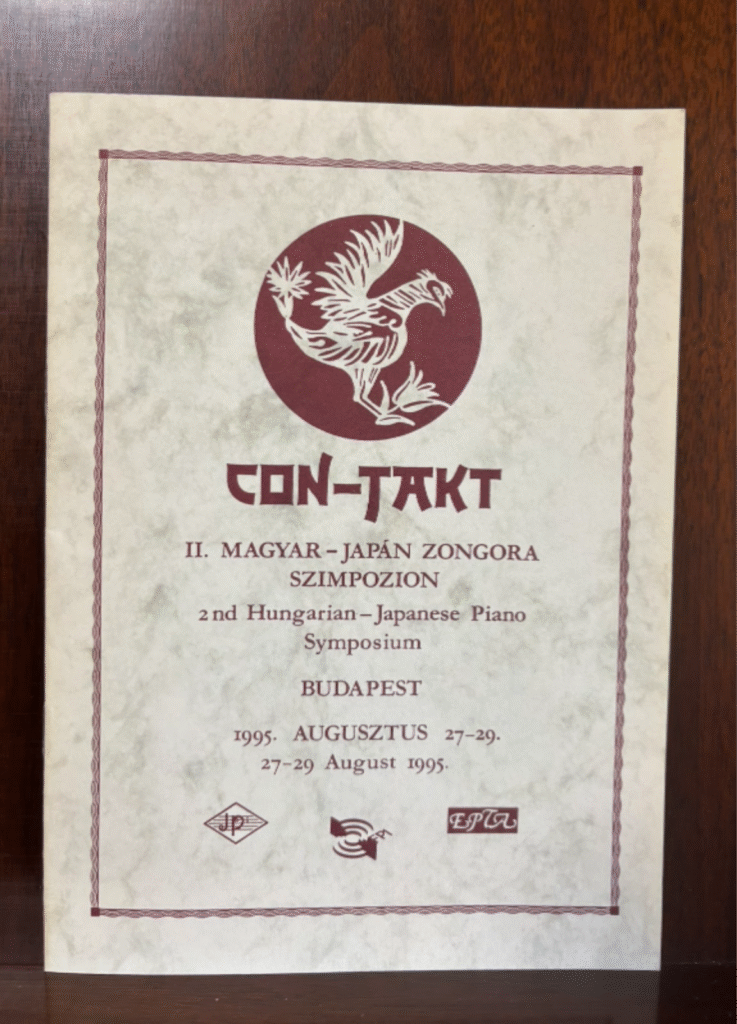 CON-TAKT
II. MAGYAR – JAPÁN ZONGORA
SZIMPOZION
2nd Hungarian – Japanese Piano
Symposium
BUDAPEST
1995. AUGUSZTUS 27–29.
27–29 August 1995.
JP
EPTA